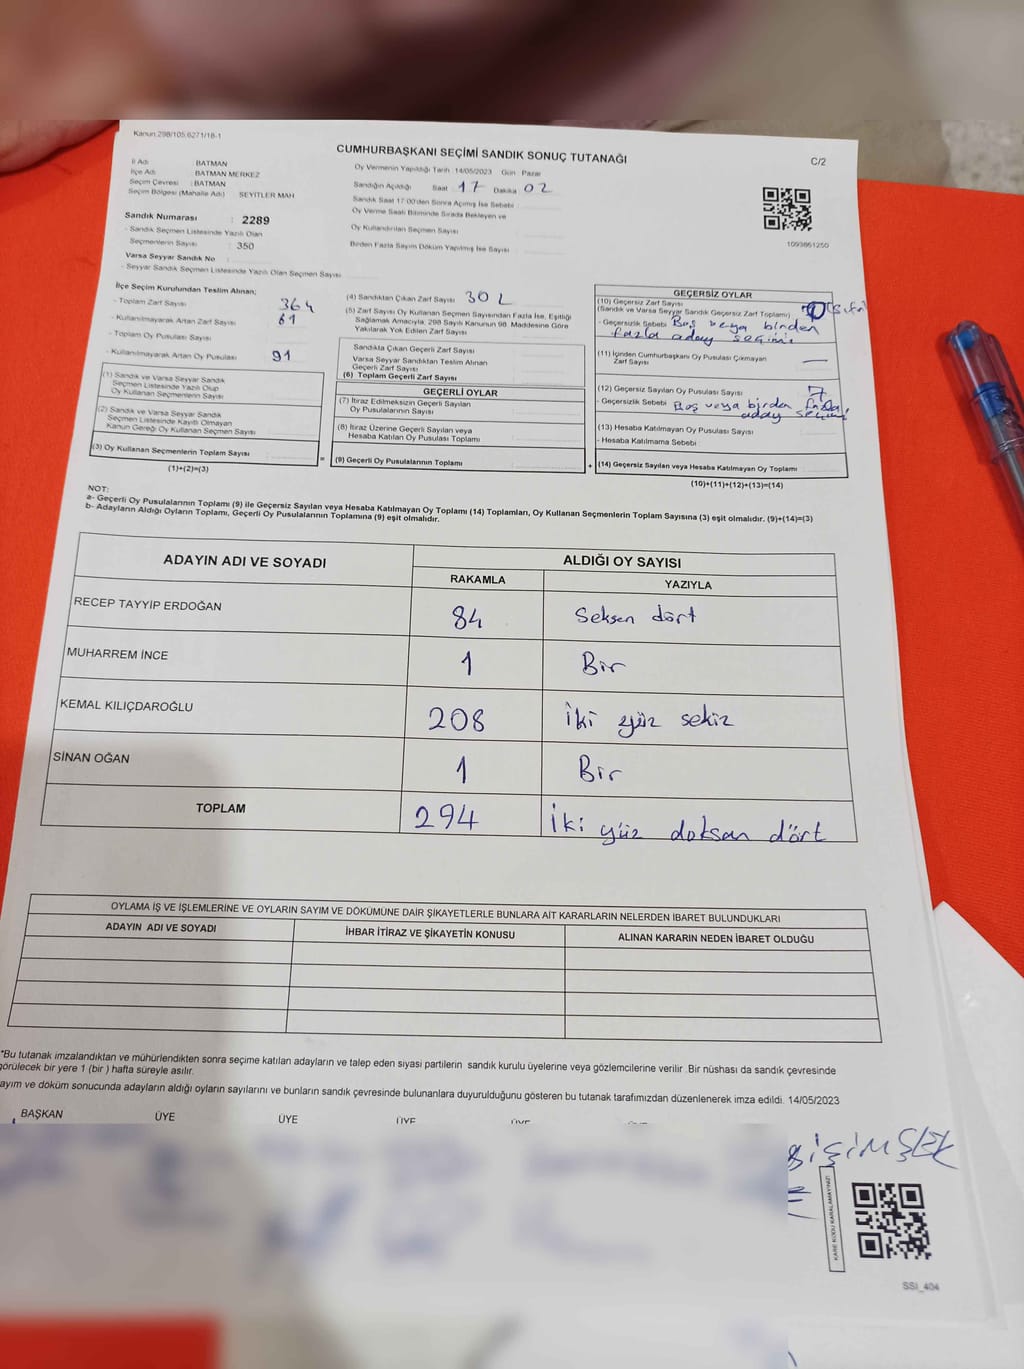 Kanun:298/105,6271/18-1
CUMHURBAŞKANI SEÇİMİ SANDIK SONUÇ TUTANAĞI
C/2
İl Adı : BATMAN
İlçe Adı : BATMAN MERKEZ
Seçim Çevresi : BATMAN
Seçim Bölgesi (Mahalle Adı) : SEYİTLER MAH
Sandık Numarası : 2289
- Sandık Seçmen Listesinde Yazılı Olan
Seçmenlerin Sayısı : 350
Varsa Seyyar Sandık No :
- Seyyar Sandık Seçmen Listesinde Yazılı Olan Seçmen Sayısı
Oy Vermenin Yapıldığı Tarih :14/05/2023 Gün : Pazar
Sandığın Açıldığı Saat 17 Dakika 02
Sandık Saat 17:00'den Sonra Açılmış İse Sebebi
Oy Verme Saati Bitiminde Sırada Bekleyen ve
Oy Kullandırılan Seçmen Sayısı
Birden Fazla Sayım Döküm Yapılmış İse Sayısı
1093861250
İlçe Seçim Kurulundan Teslim Alınan;
- Toplam Zarf Sayısı 364
- Kullanılmayarak Artan Zarf Sayısı 61
- Toplam Oy Pusulası Sayısı
- Kullanılmayarak Artan Oy Pusulası 91
(1) Sandık ve Varsa Seyyar Sandık
Seçmen Listesinde Yazılı Olup
Oy Kullanan Seçmenlerin Sayısı
(2) Sandık ve Varsa Seyyar Sandık
Seçmen Listesinde Kayıtlı Olmayan
Kanun Gereği Oy Kullanan Seçmen Sayısı
(3) Oy Kullanan Seçmenlerin Toplam Sayısı
(1)+(2)=(3)
(4) Sandıktan Çıkan Zarf Sayısı
(5) Zarf Sayısı Oy Kullanan Seçmen Sayısından Fazla İse, Eşitliği
Sağlamak Amacıyla; 298 Sayılı Kanunun 98. Maddesine Göre
Yakılarak Yok Edilen Zarf Sayısı
Sandıkta Çıkan Geçerli Zarf Sayısı
Varsa Seyyar Sandıktan Teslim Alınan
Geçerli Zarf Sayısı
(6) Toplam Geçerli Zarf Sayısı
GEÇERLİ OYLAR
(7) İtiraz Edilmeksizin Geçerli Sayılan
Oy Pusulalarının Sayısı
(8) İtiraz Üzerine Geçerli Sayılan veya
Hesaba Katılan Oy Pusulası Toplamı
= (9) Geçerli Oy Pusulalarının Toplamı
GEÇERSİZ OYLAR
(10) Geçersiz Zarf Sayısı
(Sandık ve Varsa Seyyar Sandık Geçersiz Zarf Toplamı) 0 (sıfır)
- Geçersizlik Sebebi Boş veya birden
fazla aday seçimi
(11) İçinden Cumhurbaşkanı Oy Pusulası Çıkmayan
Zarf Sayısı —
(12) Geçersiz Sayılan Oy Pusulası Sayısı 7
- Geçersizlik Sebebi Boş veya birden fazla
aday seçimi
(13) Hesaba Katılmayan Oy Pusulası Sayısı
- Hesaba Katılmama Sebebi
+ (14) Geçersiz Sayılan veya Hesaba Katılmayan Oy Toplamı
(10)+(11)+(12)+(13)=(14)
NOT:
a- Geçerli Oy Pusulalarının Toplamı (9) ile Geçersiz Sayılan veya Hesaba Katılmayan Oy Toplamı (14) Toplamları, Oy Kullanan Seçmenlerin Toplam Sayısına (3) eşit olmalıdır. (9)+(14)=(3)
b- Adayların Aldığı Oyların Toplamı, Geçerli Oy Pusulalarının Toplamına (9) eşit olmalıdır.
ADAYIN ADI VE SOYADI ALDIĞI OY SAYISI
RAKAMLA YAZIYLA
RECEP TAYYİP ERDOĞAN 84 Seksen dört
MUHARREM İNCE 1 Bir
KEMAL KILIÇDAROĞLU 208 İki yüz sekiz
SİNAN OĞAN 1 Bir
TOPLAM 294 İki yüz doksan dört
OYLAMA İŞ VE İŞLEMLERİNE VE OYLARIN SAYIM VE DÖKÜMÜNE DAİR ŞİKAYETLERLE BUNLARA AİT KARARLARIN NELERDEN İBARET BULUNDUKLARI
ADAYIN ADI VE SOYADI İHBAR İTİRAZ VE ŞİKAYETİN KONUSU ALINAN KARARIN NEDEN İBARET OLDUĞU
*Bu tutanak imzalandıktan ve mühürlendikten sonra seçime katılan adayların ve talep eden siyasi partilerin sandık kurulu üyelerine veya gözlemcilerine verilir. Bir nüshası da sandık çevresinde
görülecek bir yere 1 (bir ) hafta süreyle asılır.
ayım ve döküm sonucunda adayların aldığı oyların sayılarını ve bunların sandık çevresinde bulunanlara duyurulduğunu gösteren bu tutanak tarafımızdan düzenlenerek imza edildi. 14/05/2023
BAŞKAN ÜYE ÜYE ÜYE ÜYE
KARE KODU KARALAMAYINIZ!
SSI_404